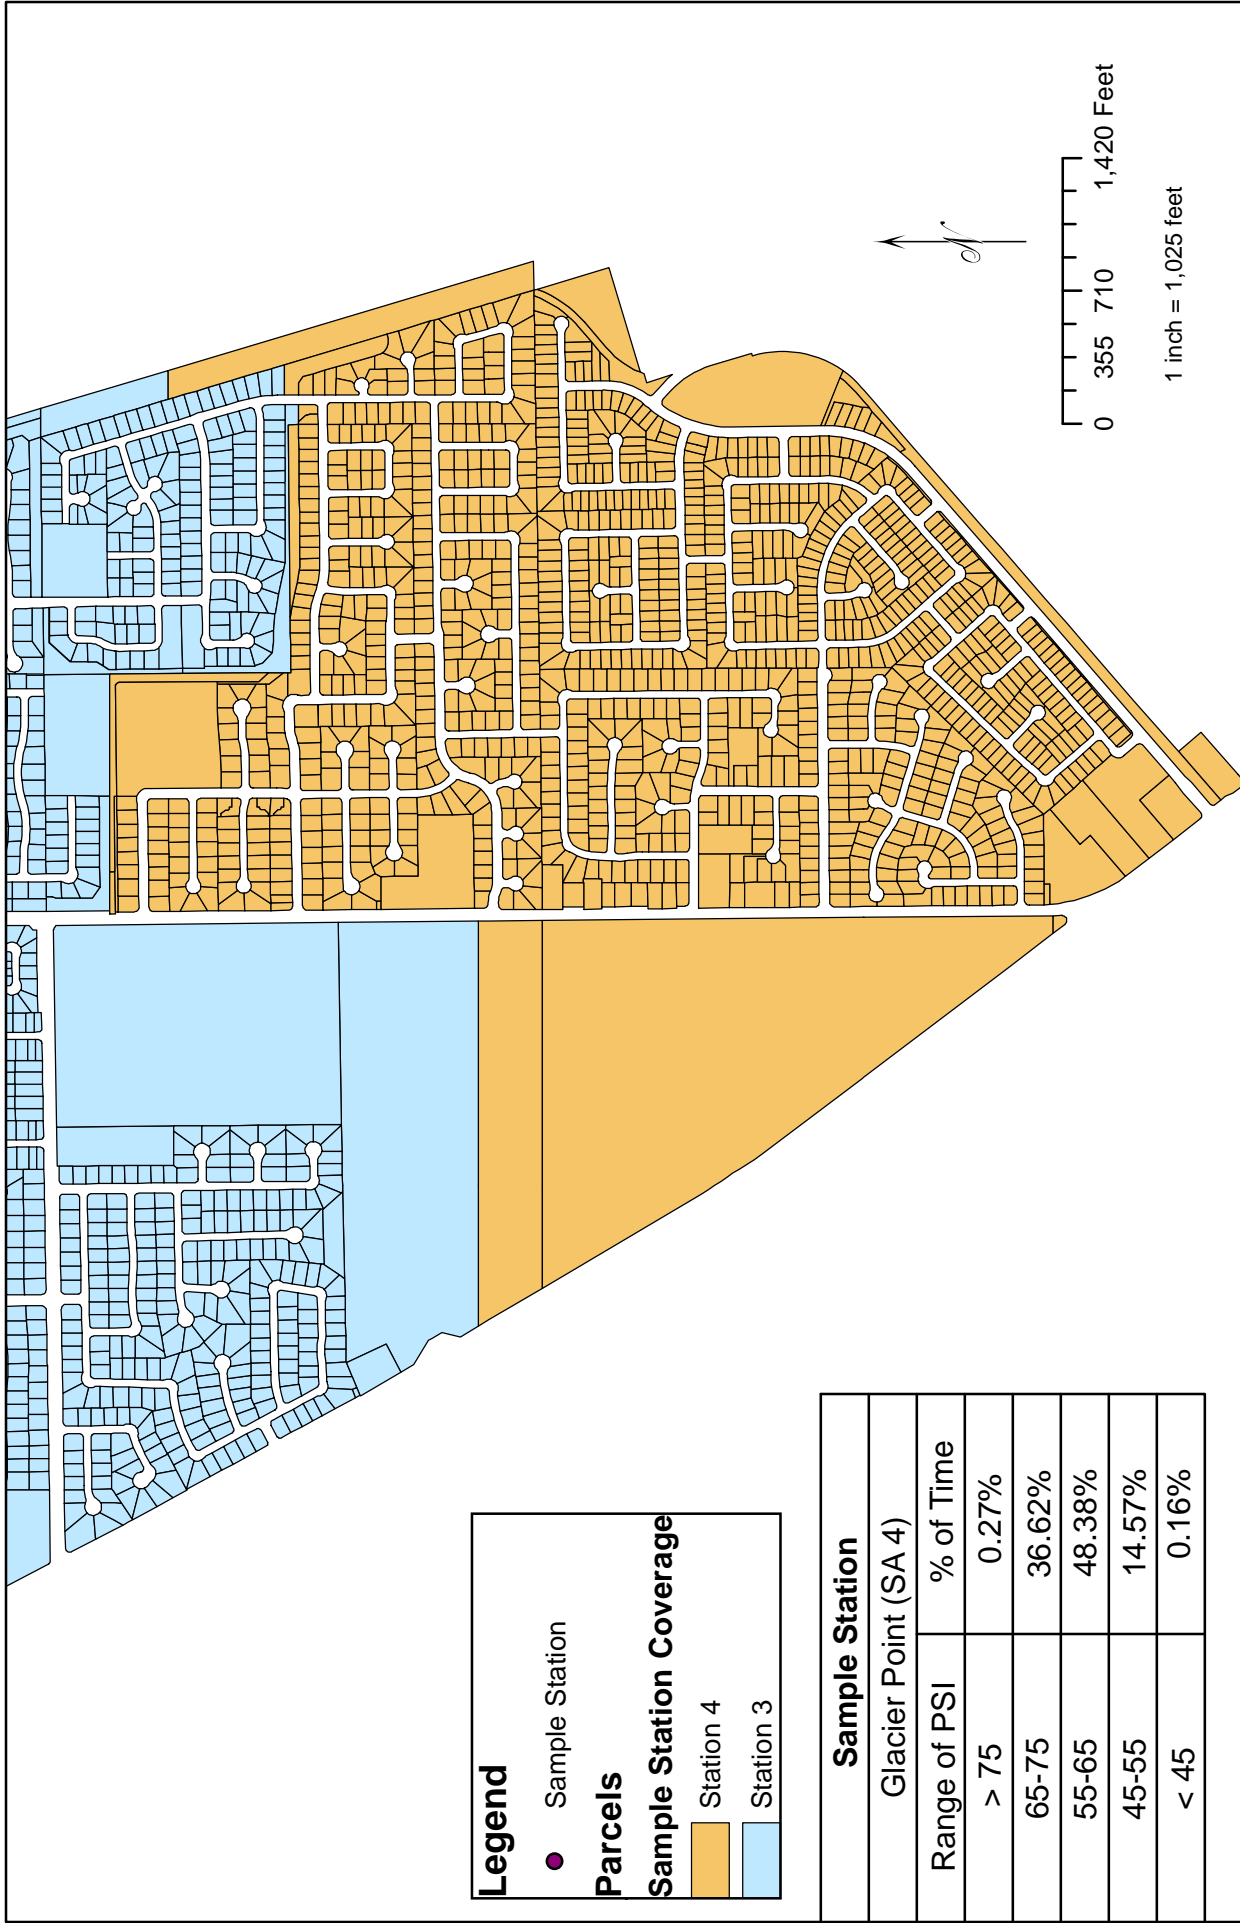 Legend
Sample Station
Parcels
Sample Station Coverage
Station 4
Station 3
Sample Station
Glacier Point (SA 4)
Range of PSI % of Time
> 75 0.27%
65-75 36.62%
55-65 48.38%
45-55 14.57%
< 45 0.16%
N
0 355 710 1,420 Feet
1 inch = 1,025 feet